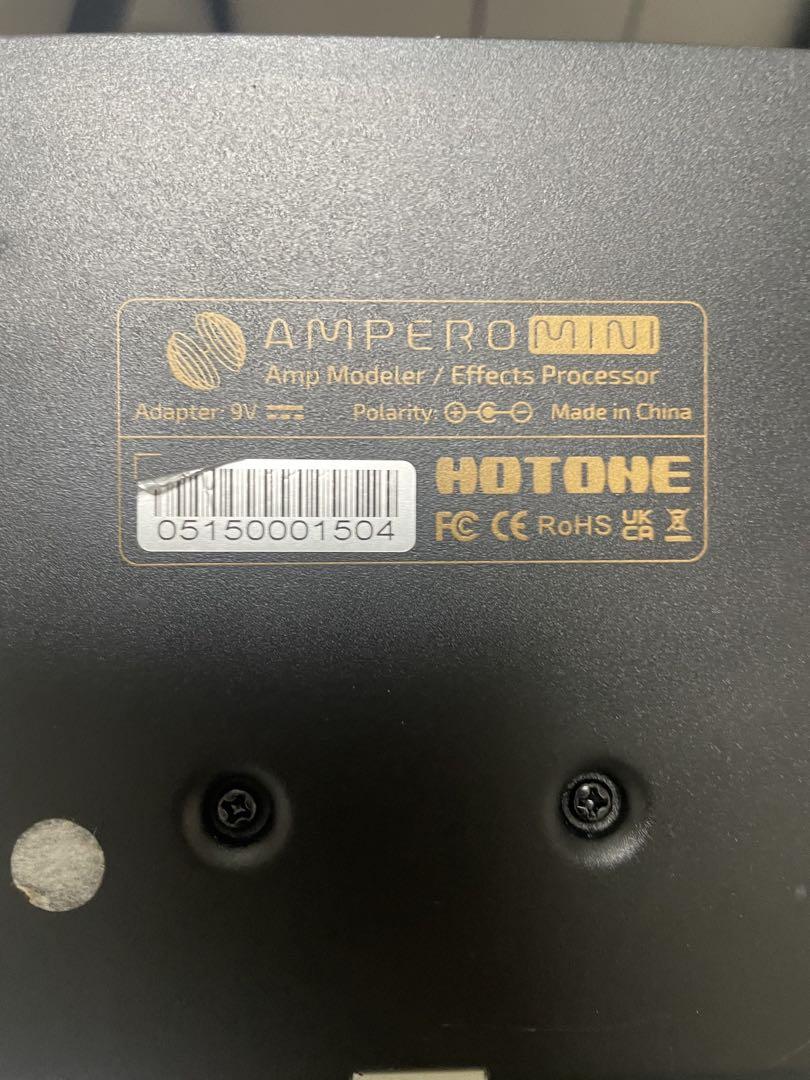 AMPERO MINI
Amp Modeler / Effects Processor
Adapter: 9V Polarity: Made in China
05150001504
HOTONE
FC CE RoHS UK CA